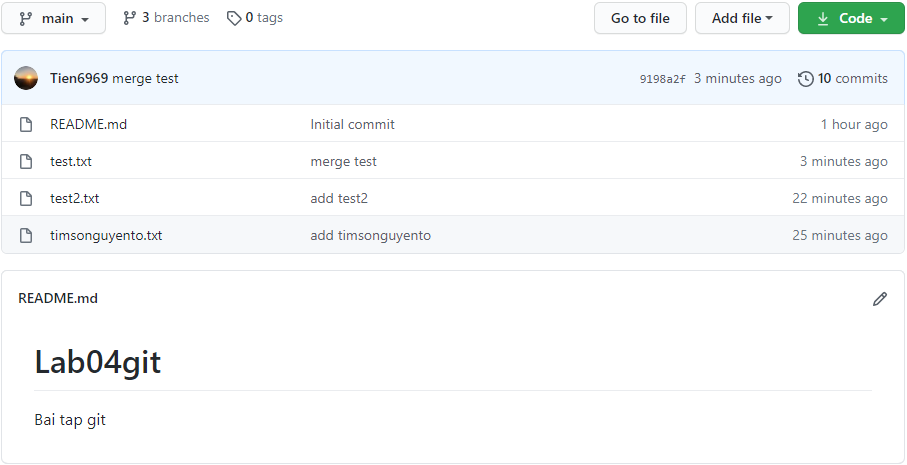 main 3 branches 0 tags Go to file Add file Code
Tien6969 merge test 9198a2f 3 minutes ago 10 commits
README.md Initial commit 1 hour ago
test.txt merge test 3 minutes ago
test2.txt add test2 22 minutes ago
timsonguyento.txt add timsonguyento 25 minutes ago
README.md
Lab04git
Bai tap git